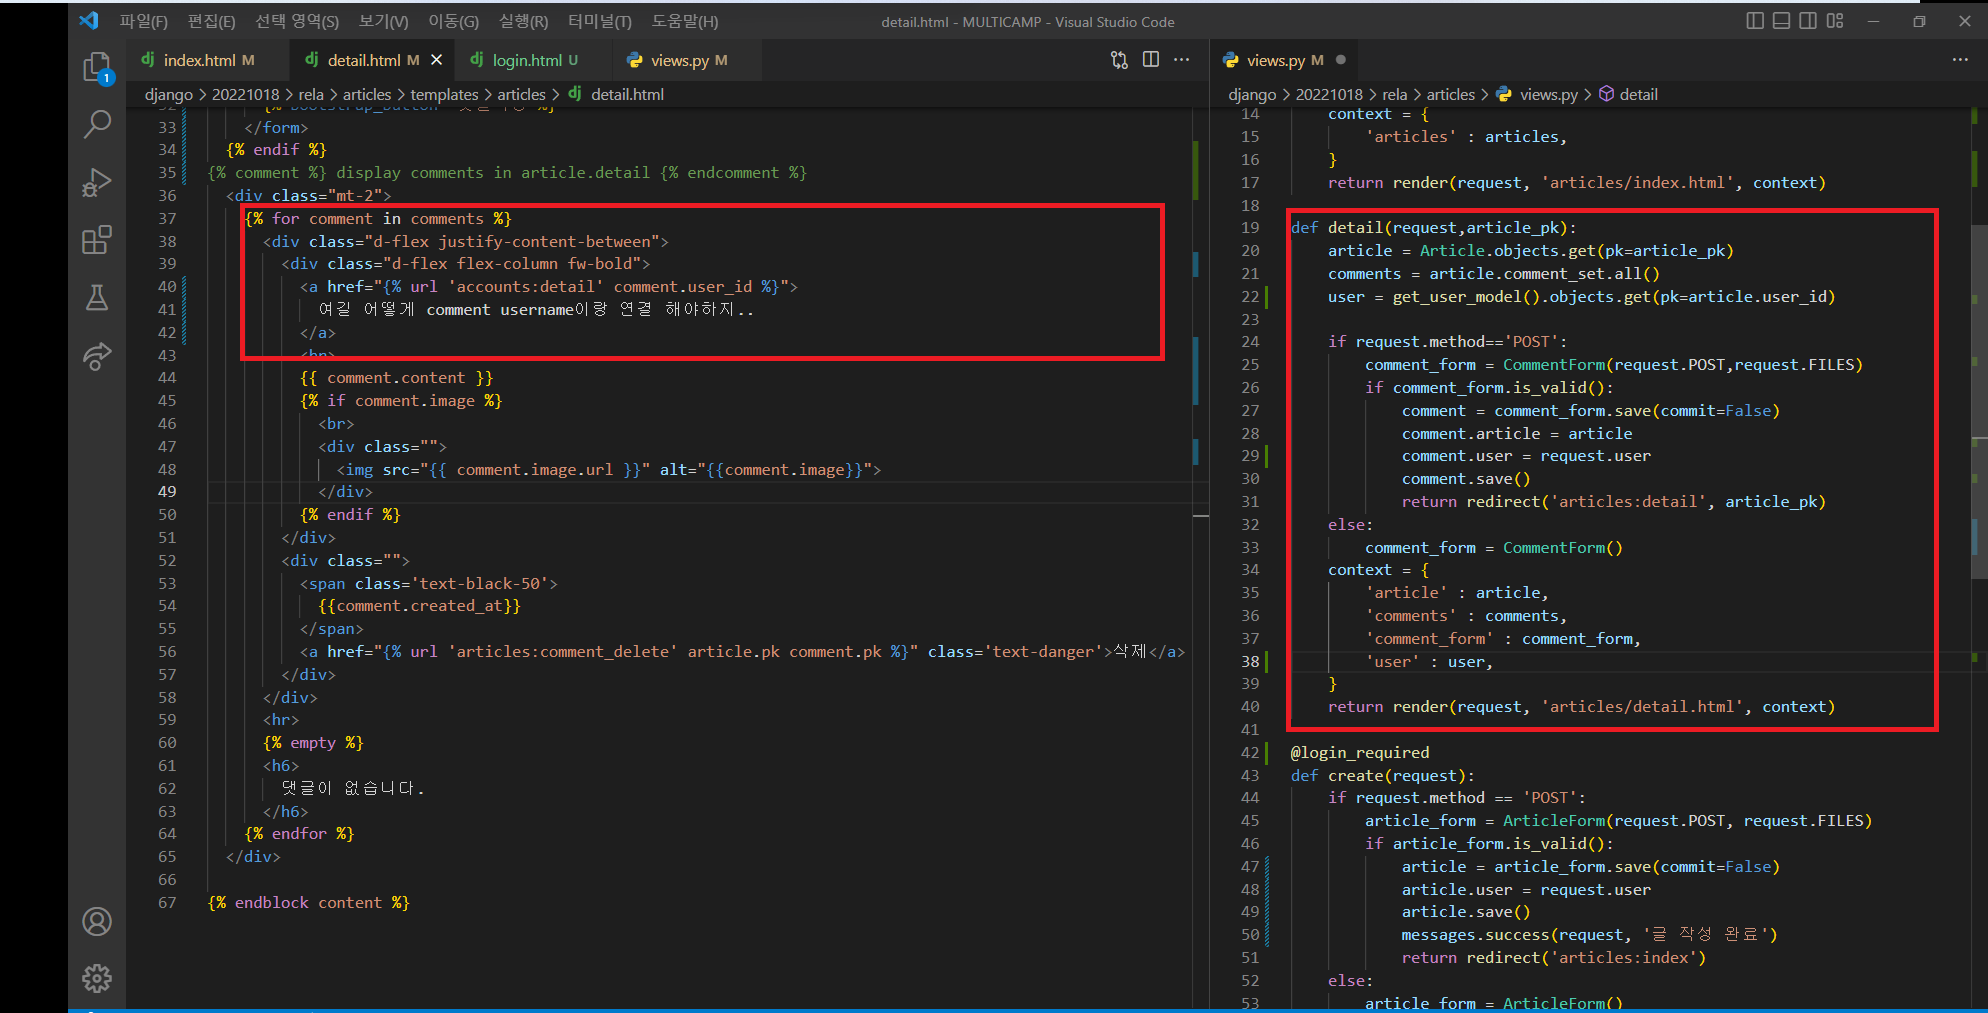 파일(F) 편집(E) 선택 영역(S) 보기(V) 이동(G) 실행(R) 터미널(T) 도움말(H)
detail.html - MULTICAMP - Visual Studio Code
index.html M
detail.html M
login.html U
views.py M
django > 20221018 > rela > articles > templates > articles > detail.html
33 </form>
34 {% endif %}
35 {% comment %} display comments in article.detail {% endcomment %}
36 <div class="mt-2">
37 {% for comment in comments %}
38 <div class="d-flex justify-content-between">
39 <div class="d-flex flex-column fw-bold">
40 <a href="{% url 'accounts:detail' comment.user_id %}">
41 여길 어떻게 comment username이랑 연결 해야하지..
42 </a>
43 <br>
44 {{ comment.content }}
45 {% if comment.image %}
46 <br>
47 <div class="">
48 <img src="{{ comment.image.url }}" alt="{{comment.image}}">
49 </div>
50 {% endif %}
51 </div>
52 <div class="">
53 <span class='text-black-50'>
54 {{comment.created_at}}
55 </span>
56 <a href="{% url 'articles:comment_delete' article.pk comment.pk %}" class='text-danger'>삭제</a>
57 </div>
58 </div>
59 <hr>
60 {% empty %}
61 <h6>
62 댓글이 없습니다.
63 </h6>
64 {% endfor %}
65 </div>
66
67 {% endblock content %}
1
views.py M
django > 20221018 > rela > articles > views.py > detail
14 context = {
15 'articles' : articles,
16 }
17 return render(request, 'articles/index.html', context)
18
19 def detail(request,article_pk):
20 article = Article.objects.get(pk=article_pk)
21 comments = article.comment_set.all()
22 user = get_user_model().objects.get(pk=article.user_id)
23
24 if request.method=='POST':
25 comment_form = CommentForm(request.POST,request.FILES)
26 if comment_form.is_valid():
27 comment = comment_form.save(commit=False)
28 comment.article = article
29 comment.user = request.user
30 comment.save()
31 return redirect('articles:detail', article_pk)
32 else:
33 comment_form = CommentForm()
34 context = {
35 'article' : article,
36 'comments' : comments,
37 'comment_form' : comment_form,
38 'user' : user,
39 }
40 return render(request, 'articles/detail.html', context)
41
42 @login_required
43 def create(request):
44 if request.method == 'POST':
45 article_form = ArticleForm(request.POST, request.FILES)
46 if article_form.is_valid():
47 article = article_form.save(commit=False)
48 article.user = request.user
49 article.save()
50 messages.success(request, '글 작성 완료')
51 return redirect('articles:index')
52 else:
53 article_form = ArticleForm()